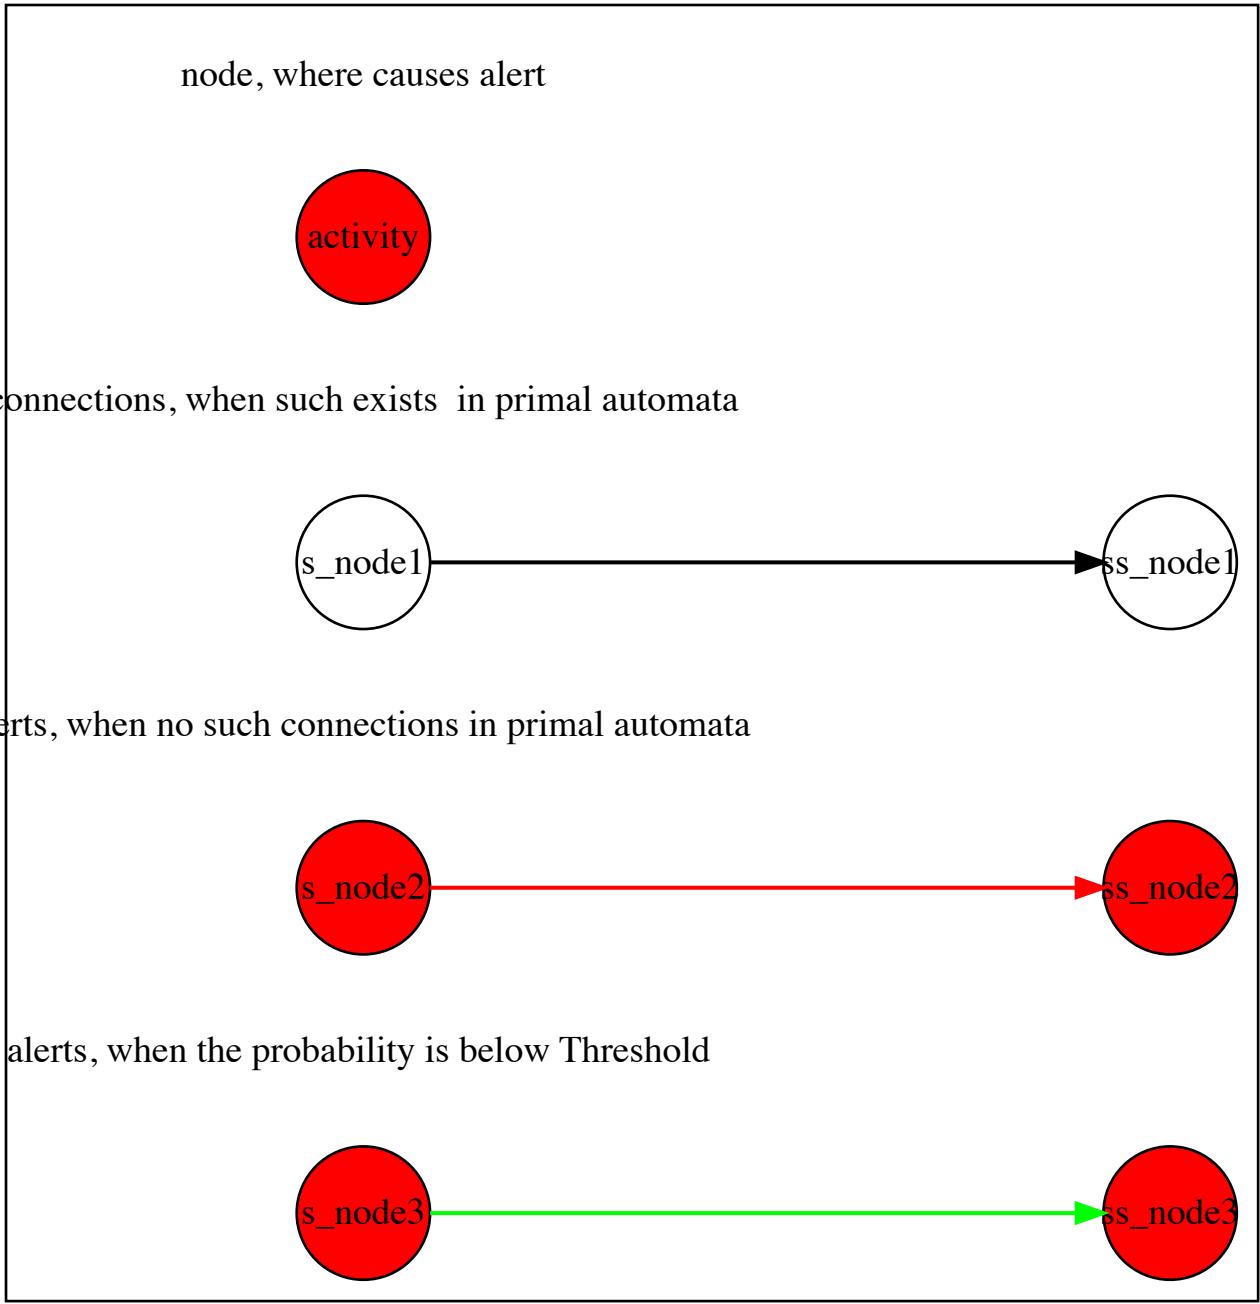 node, where causes alert
activity
connections, when such exists  in primal automata
s_node1 ss_node1
erts, when no such connections in primal automata
s_node2 ss_node2
alerts, when the probability is below Threshold
s_node3 ss_node3